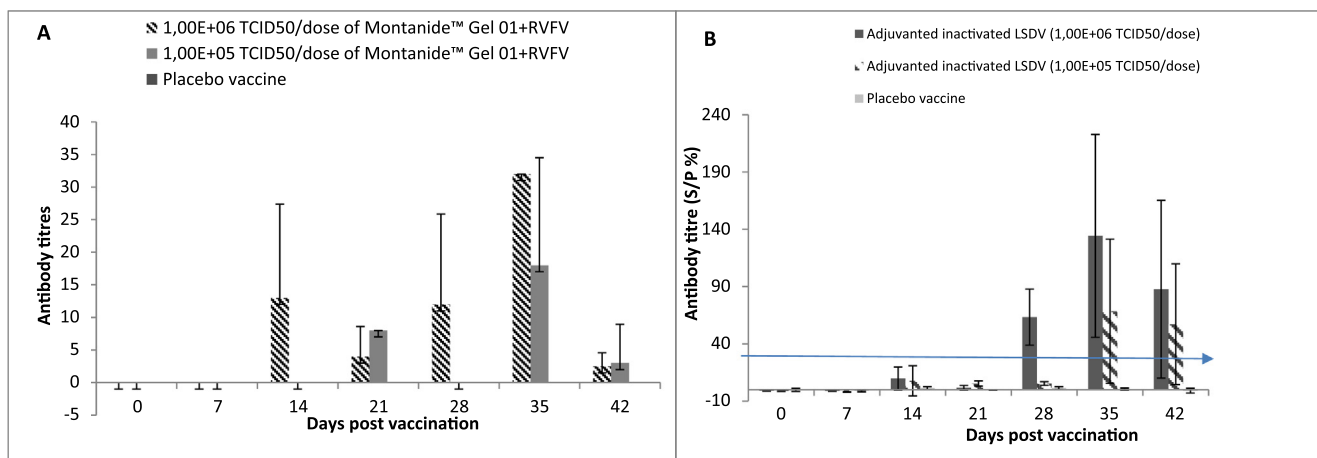 A
1,00E+06 TCID50/dose of Montanide™ Gel 01+RVFV
1,00E+05 TCID50/dose of Montanide™ Gel 01+RVFV
Placebo vaccine
Antibody titres
40
35
30
25
20
15
10
5
0
-5
0 7 14 21 28 35 42
Days post vaccination
B
Adjuvanted inactivated LSDV (1,00E+06 TCID50/dose)
Adjuvanted inactivated LSDV (1,00E+05 TCID50/dose)
Placebo vaccine
Antibody titre (S/P %)
240
190
140
90
40
-10
0 7 14 21 28 35 42
Days post vaccination